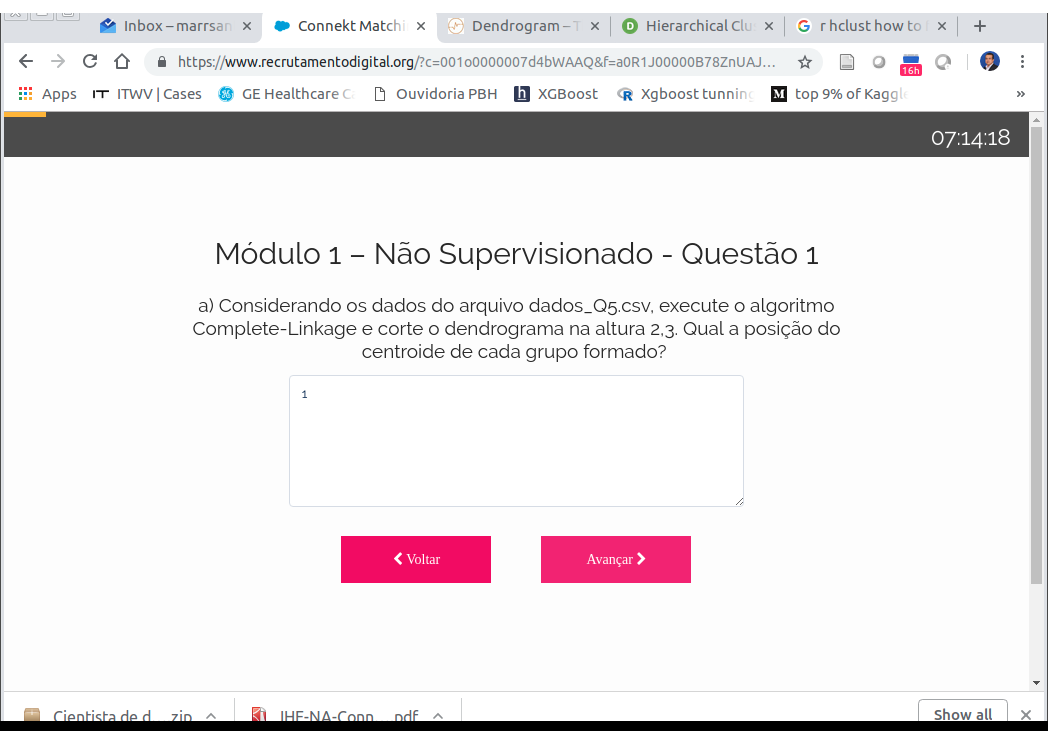 Inbox – marrsan
Connekt Matchi
Dendrogram – T
Hierarchical Clu
r hclust how to
https://www.recrutamentodigital.org/?c=001o0000007d4bWAAQ&f=a0R1J00000B78ZnUAJ...
16h
Apps
ITWV | Cases
GE Healthcare C
Ouvidoria PBH
XGBoost
Xgboost tunning
top 9% of Kaggle
»
07:14:18
Módulo 1 – Não Supervisionado - Questão 1
a) Considerando os dados do arquivo dados_Q5.csv, execute o algoritmo
Complete-Linkage e corte o dendrograma na altura 2,3. Qual a posição do
centroide de cada grupo formado?
1
Voltar
Avançar
Cientista de d....zip
IHF-NA-Conn....pdf
Show all